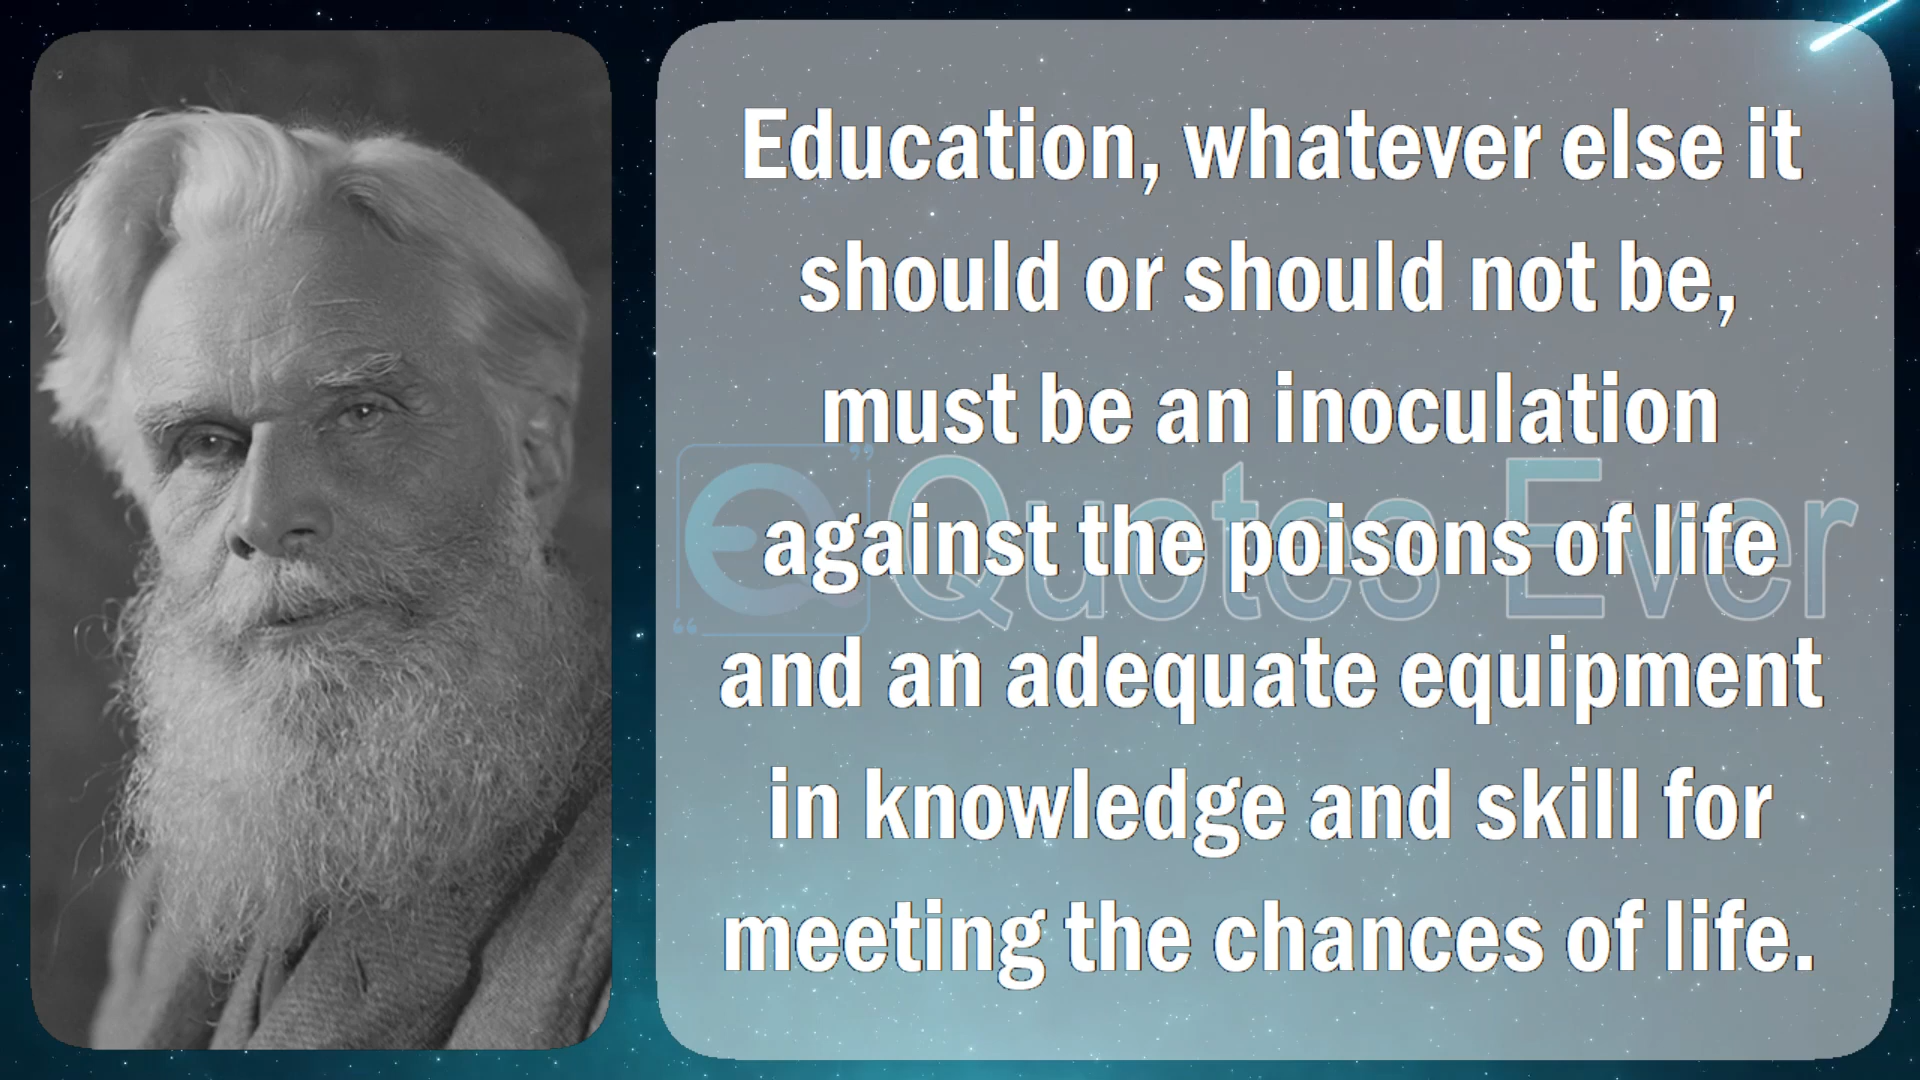 Education, whatever else it
should or should not be,
must be an inoculation
against the poisons of life
and an adequate equipment
in knowledge and skill for
meeting the chances of life.
Quotes Ever